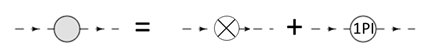 = + 1PI